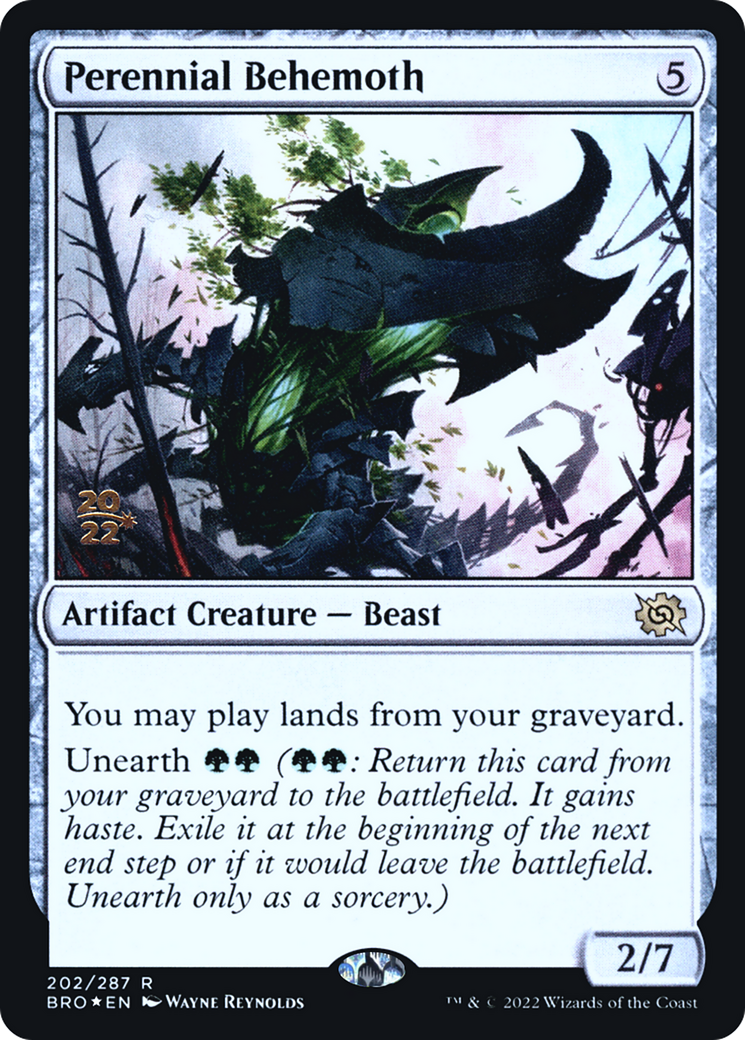 Perennial Behemoth 5
20
22
Artifact Creature — Beast
You may play lands from your graveyard.
Unearth (: Return this card from
your graveyard to the battlefield. It gains
haste. Exile it at the beginning of the next
end step or if it would leave the battlefield.
Unearth only as a sorcery.)
2/7
202/287 R
BRO★EN Wayne Reynolds
™ & © 2022 Wizards of the Coast